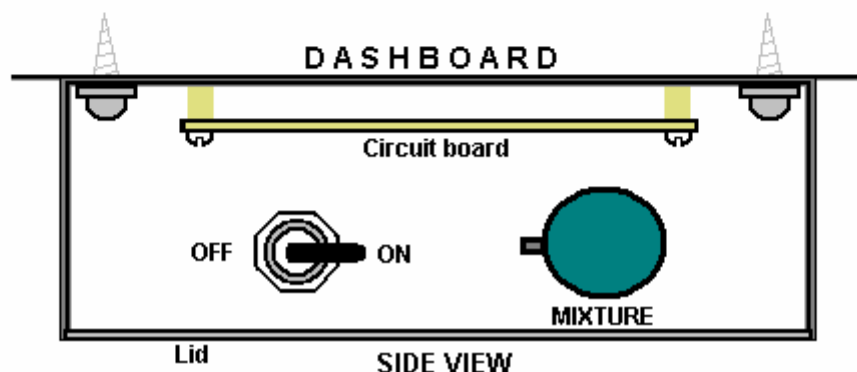 DASHBOARD
Circuit board
OFF
ON
MIXTURE
Lid
SIDE VIEW